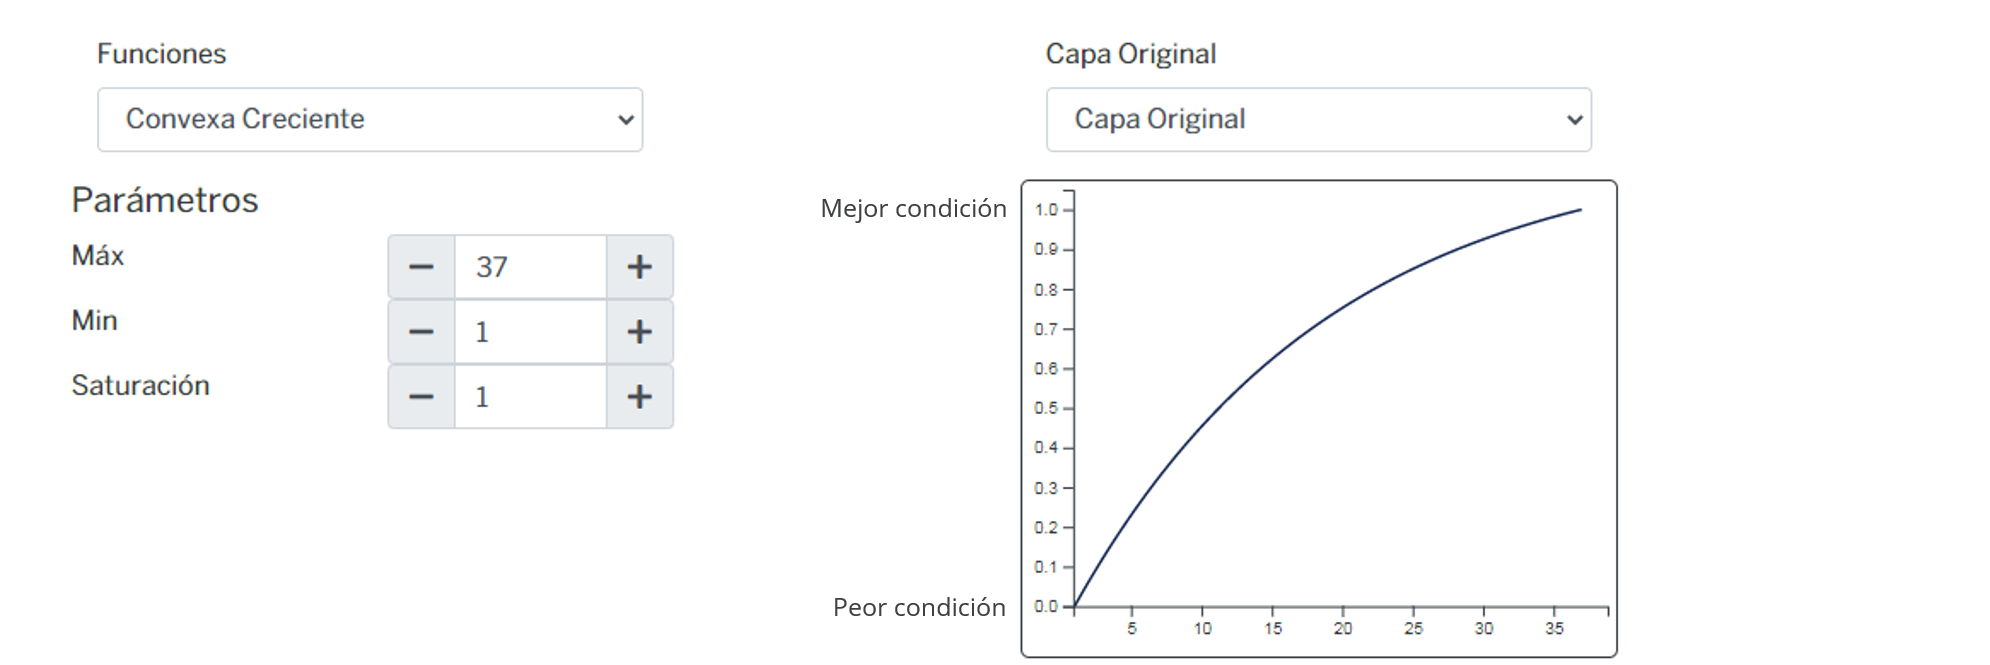 Funciones
Convexa Creciente
Parámetros
Máx
37
Min
1
Saturación
1
Capa Original
Capa Original
Mejor condición
Peor condición
1.0
0.9
0.8
0.7
0.6
0.5
0.4
0.3
0.2
0.1
0.0
5 10 15 20 25 30 35